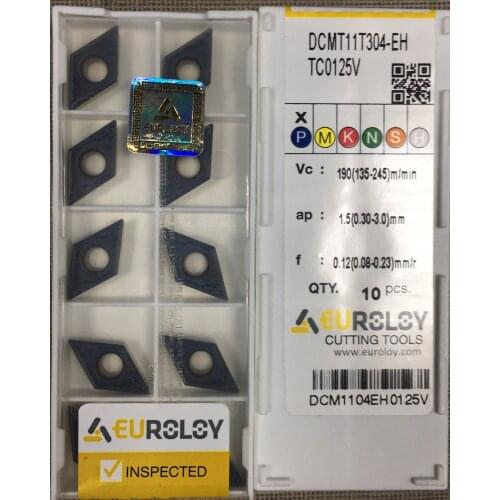 DCMT11T304-EH
TC0125V
X
P M K N S H
Vc : 190(135-245)m/min
ap : 1.5(0.30-3.0)mm
f : 0.12(0.08-0.23)mm/r
QTY. 10 pcs.
EUROLOY
CUTTING TOOLS
www.euroloy.com
DCM1104EH0125V
EUROLOY
INSPECTED